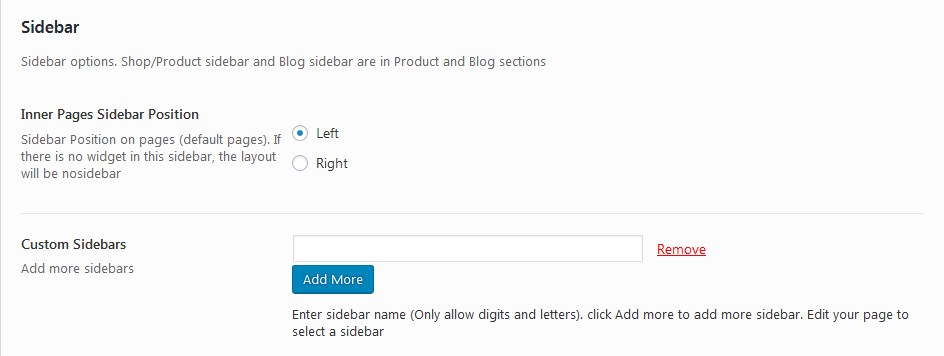 Sidebar
Sidebar options. Shop/Product sidebar and Blog sidebar are in Product and Blog sections
Inner Pages Sidebar Position
Sidebar Position on pages (default pages). If
there is no widget in this sidebar, the layout
will be nosidebar
Left
Right
Custom Sidebars
Add more sidebars
Remove
Add More
Enter sidebar name (Only allow digits and letters). click Add more to add more sidebar. Edit your page to
select a sidebar